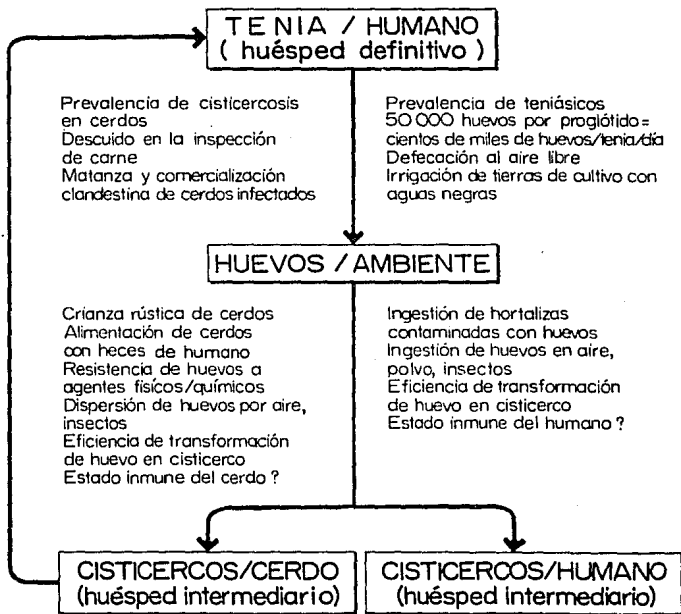 TENIA / HUMANO
( huésped definitivo )
Prevalencia de cisticercosis
en cerdos
Descuido en la inspección
de carne
Matanza y comercialización
clandestina de cerdos infectados
Prevalencia de teniásicos
50 000 huevos por proglótido=
cientos de miles de huevos/tenia/día
Defecación al aire libre
Irrigación de tierras de cultivo con
aguas negras
HUEVOS / AMBIENTE
Crianza rústica de cerdos
Alimentación de cerdos
con heces de humano
Resistencia de huevos a
agentes físicos/químicos
Dispersión de huevos por aire,
insectos
Eficiencia de transformación
de huevo en cisticerco
Estado inmune del cerdo ?
Ingestión de hortalizas
contaminadas con huevos
Ingestión de huevos en aire,
polvo, insectos
Eficiencia de transformación
de huevo en cisticerco
Estado inmune del humano ?
CISTICERCOS/CERDO
(huésped intermediario)
CISTICERCOS/HUMANO
(huésped intermediario)